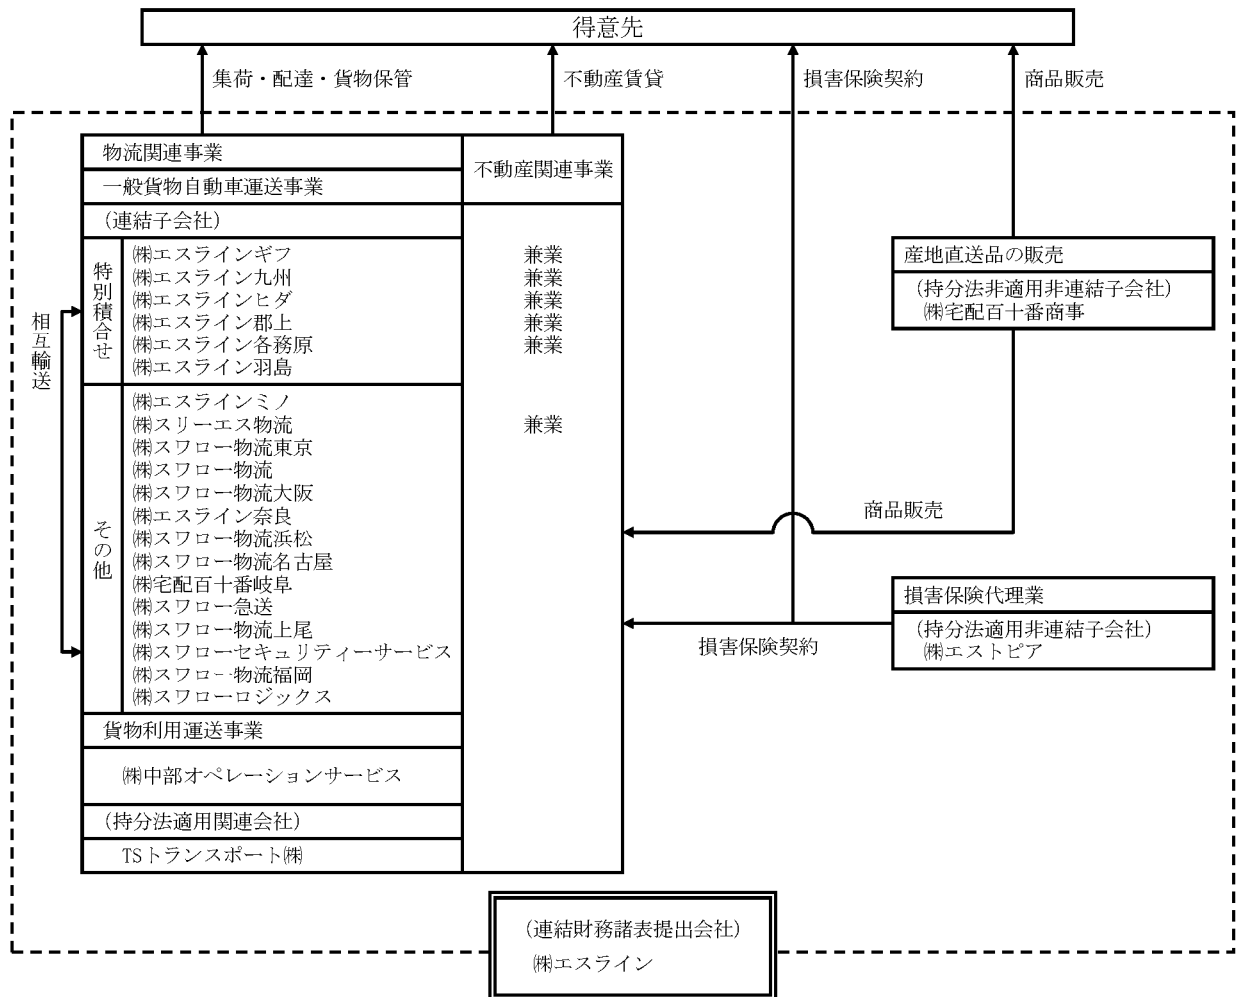 得意先
集荷・配達・貨物保管
不動産賃貸
損害保険契約
商品販売
物流関連事業
不動産関連事業
一般貨物自動車運送事業
(連結子会社)
相互輸送
特別積合せ
㈱エスラインギフ 兼業
㈱エスライン九州 兼業
㈱エスラインヒダ 兼業
㈱エスライン郡上 兼業
㈱エスライン各務原 兼業
㈱エスライン羽島
その他
㈱エスラインミノ
㈱スリーエス物流 兼業
㈱スワロー物流東京
㈱スワロー物流
㈱スワロー物流大阪
㈱エスライン奈良
㈱スワロー物流浜松
㈱スワロー物流名古屋
㈱宅配百十番岐阜
㈱スワロー急送
㈱スワロー物流上尾
㈱スワローセキュリティーサービス
㈱スワロー物流福岡
㈱スワローロジックス
貨物利用運送事業
㈱中部オペレーションサービス
(持分法適用関連会社)
TSトランスポート㈱
産地直送品の販売
(持分法非適用非連結子会社)
㈱宅配百十番商事
商品販売
損害保険代理業
(持分法適用非連結子会社)
㈱エストピア
損害保険契約
(連結財務諸表提出会社)
㈱エスライン